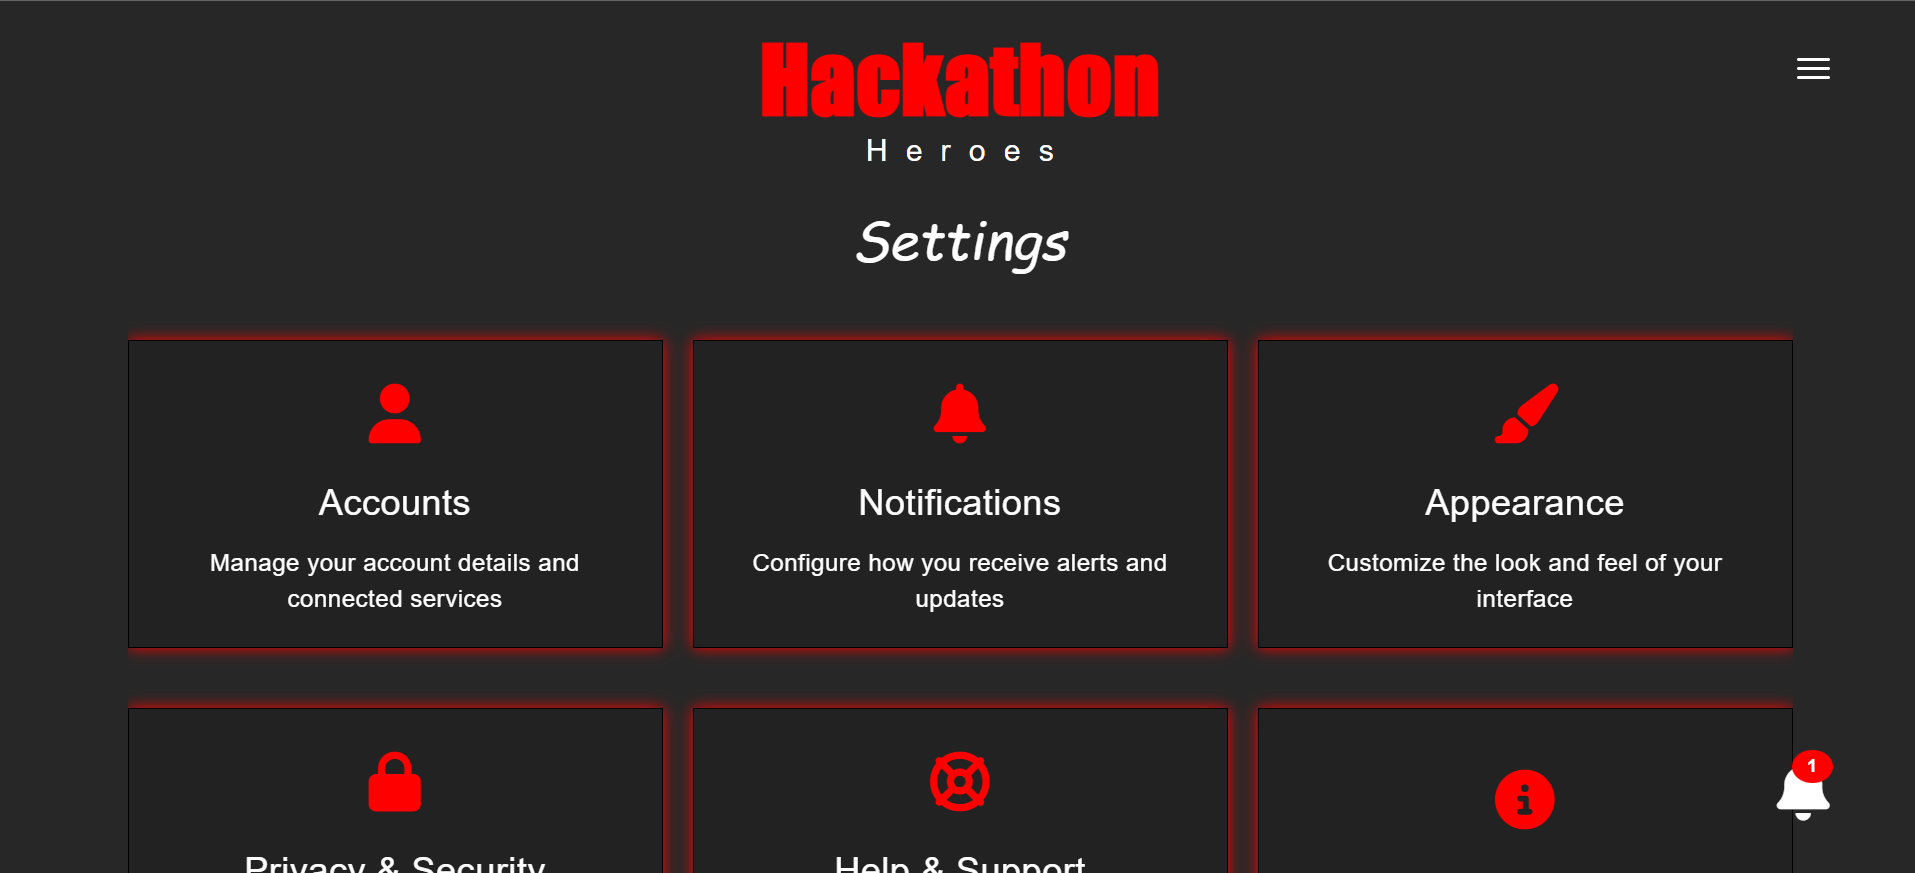 Hackathon
Heroes
Settings
Accounts
Manage your account details and
connected services
Notifications
Configure how you receive alerts and
updates
Appearance
Customize the look and feel of your
interface
1
Privacy & Security
Help & Support